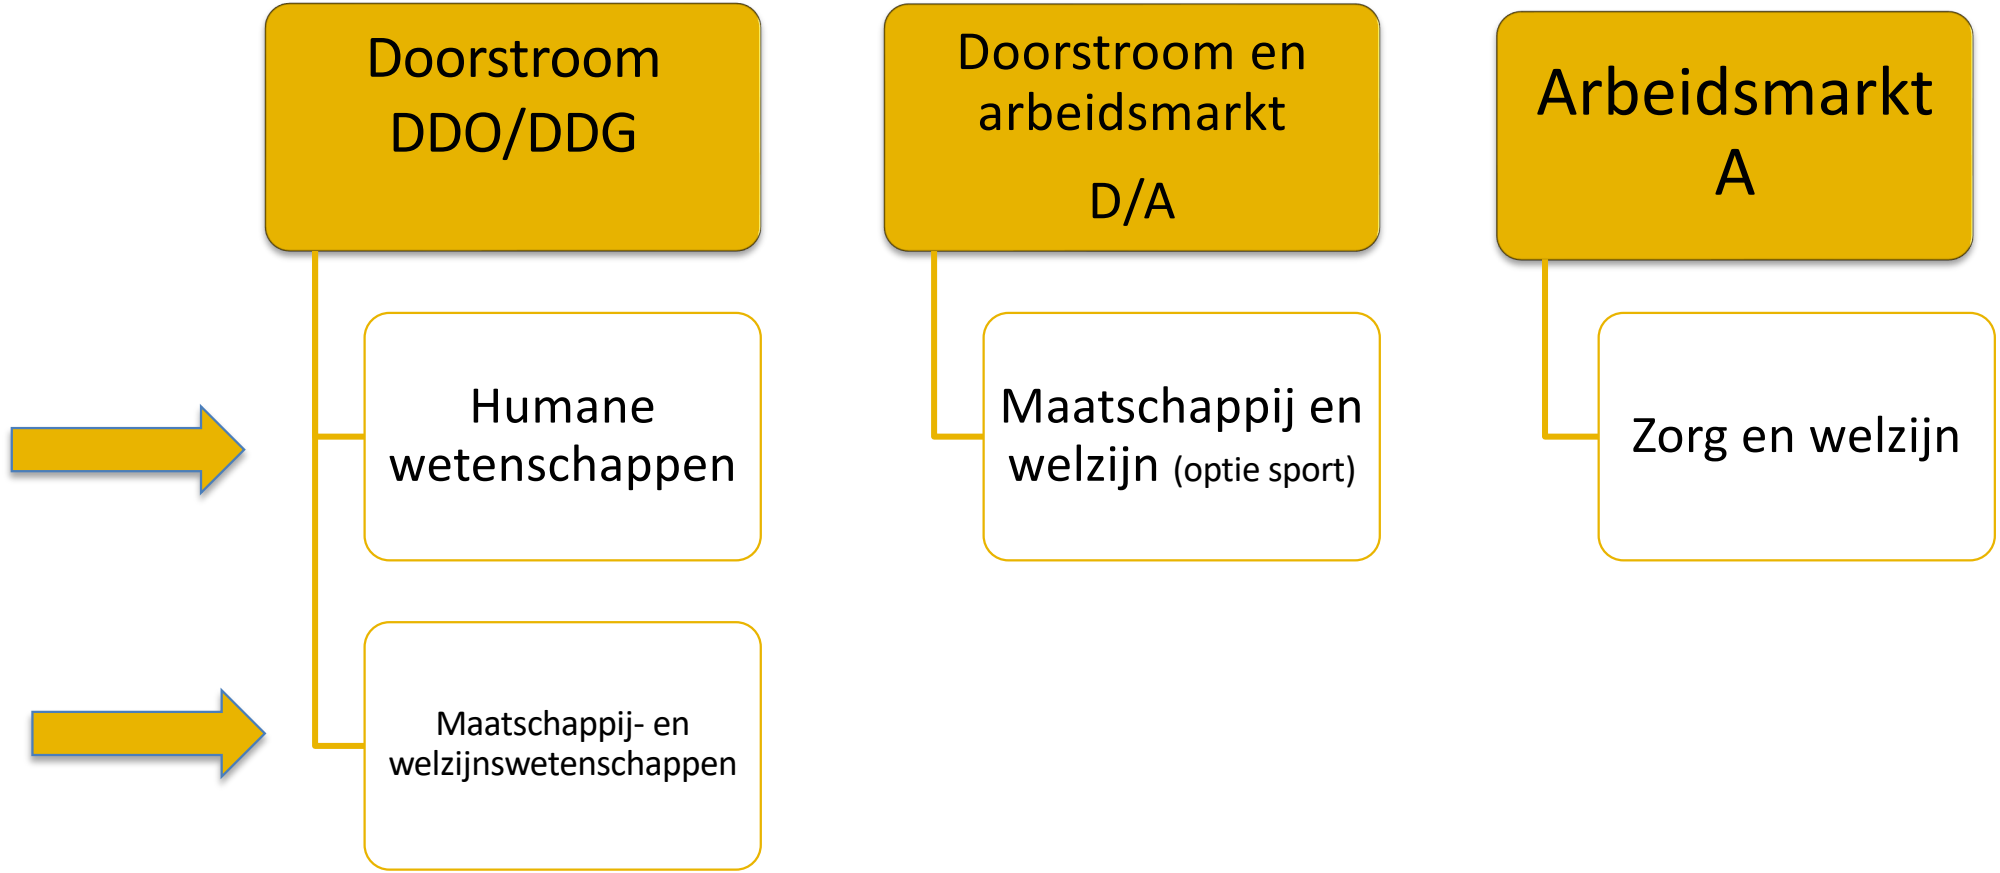 Doorstroom
DDO/DDG
Humane
wetenschappen
Maatschappij- en
welzijnswetenschappen
Doorstroom en
arbeidsmarkt
D/A
Maatschappij en
welzijn (optie sport)
Arbeidsmarkt
A
Zorg en welzijn